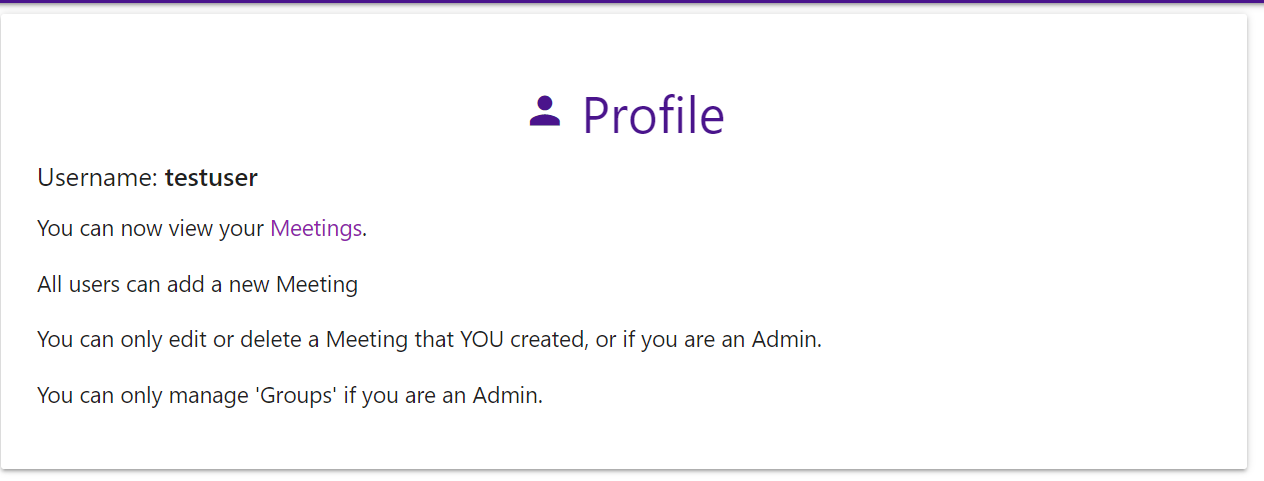 Profile
Username: testuser
You can now view your Meetings.
All users can add a new Meeting
You can only edit or delete a Meeting that YOU created, or if you are an Admin.
You can only manage 'Groups' if you are an Admin.